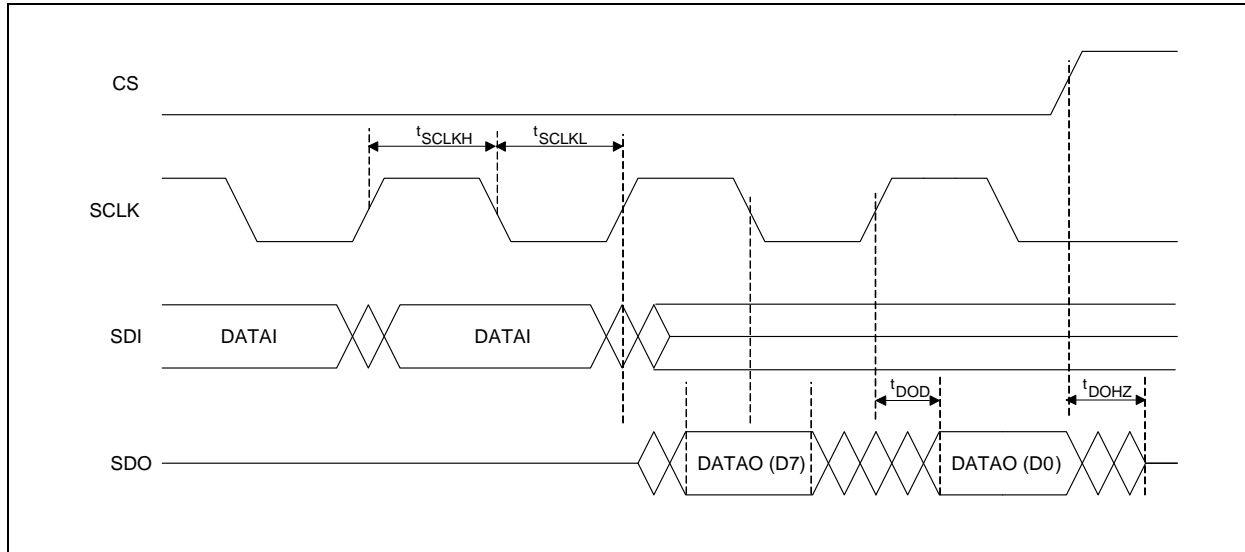 CS
tSCLKH
tSCLKL
SCLK
SDI
DATAI
DATAI
tDOD
tDOHZ
SDO
DATAO (D7)
DATAO (D0)